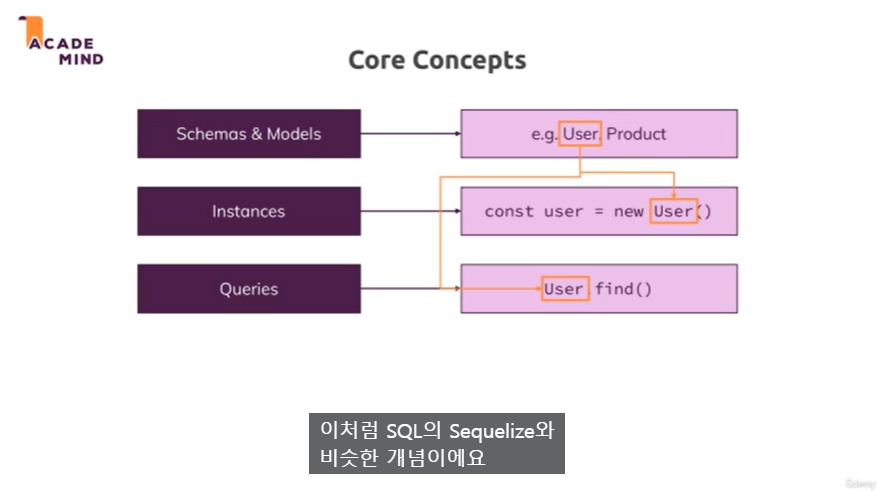 ACADE
MIND
Core Concepts
Schemas & Models
e.g. User, Product
Instances
const user = new User()
Queries
User.find()
이처럼 SQL의 Sequelize와
비슷한 개념이에요
Udemy